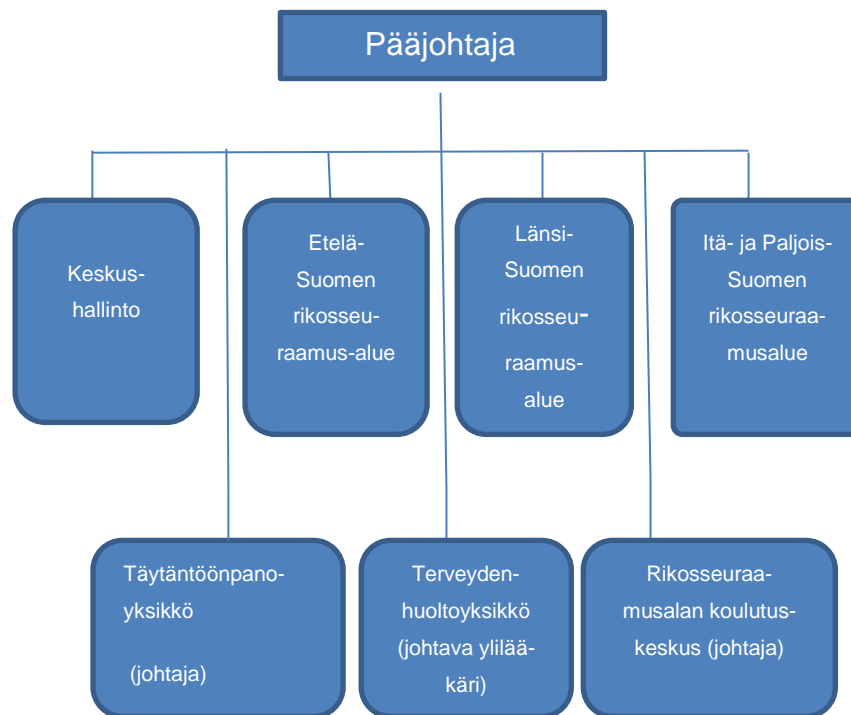 Pääjohtaja
Keskus-
hallinto
Etelä-
Suomen
rikosseu-
raamus-alue
Länsi-
Suomen
rikosseu-
raamus-
alue
Itä- ja Paljois-
Suomen
rikosseuraa-
musalue
Täytäntöönpano-
yksikkö
(johtaja)
Terveyden-
huoltoyksikkö
(johtava ylilää-
käri)
Rikosseuraa-
musalan koulutus-
keskus (johtaja)